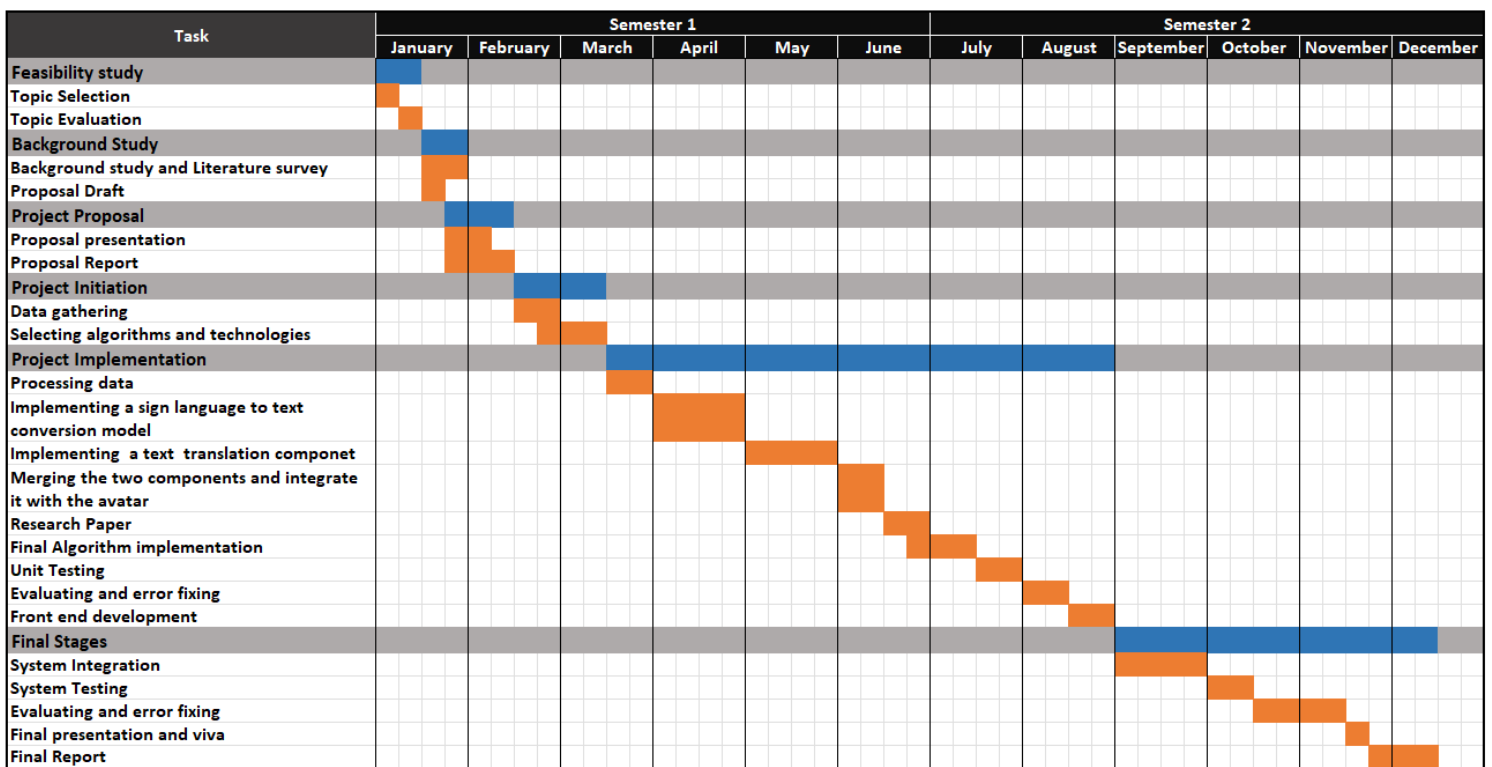 Task
Semester 1
Semester 2
January February March April May June July August September October November December
Feasibility study
Topic Selection
Topic Evaluation
Background Study
Background study and Literature survey
Proposal Draft
Project Proposal
Proposal presentation
Proposal Report
Project Initiation
Data gathering
Selecting algorithms and technologies
Project Implementation
Processing data
Implementing a sign language to text
conversion model
Implementing a text translation componet
Merging the two components and integrate
it with the avatar
Research Paper
Final Algorithm implementation
Unit Testing
Evaluating and error fixing
Front end development
Final Stages
System Integration
System Testing
Evaluating and error fixing
Final presentation and viva
Final Report